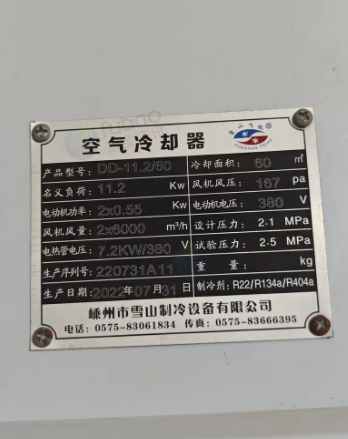 空气冷却器
产品型号: DD-11.2/60 冷却面积: 60 ㎡
名义负荷: 11.2 Kw 风机风压: 167 pa
电动机功率: 2x0.55 Kw 电动机电压: 380 V
风机风量: 2x6000 m³/h 设计压力: 2.1 MPa
电热管电压: 7.2KW/380 V 试验压力: 2.5 MPa
生产序列号: 220731A11 重 量: kg
生产日期: 2022年07月31日 制冷剂: R22/R134a/R404a
嵊州市雪山制冷设备有限公司
电话: 0575-83061834 传真: 0575-83666395